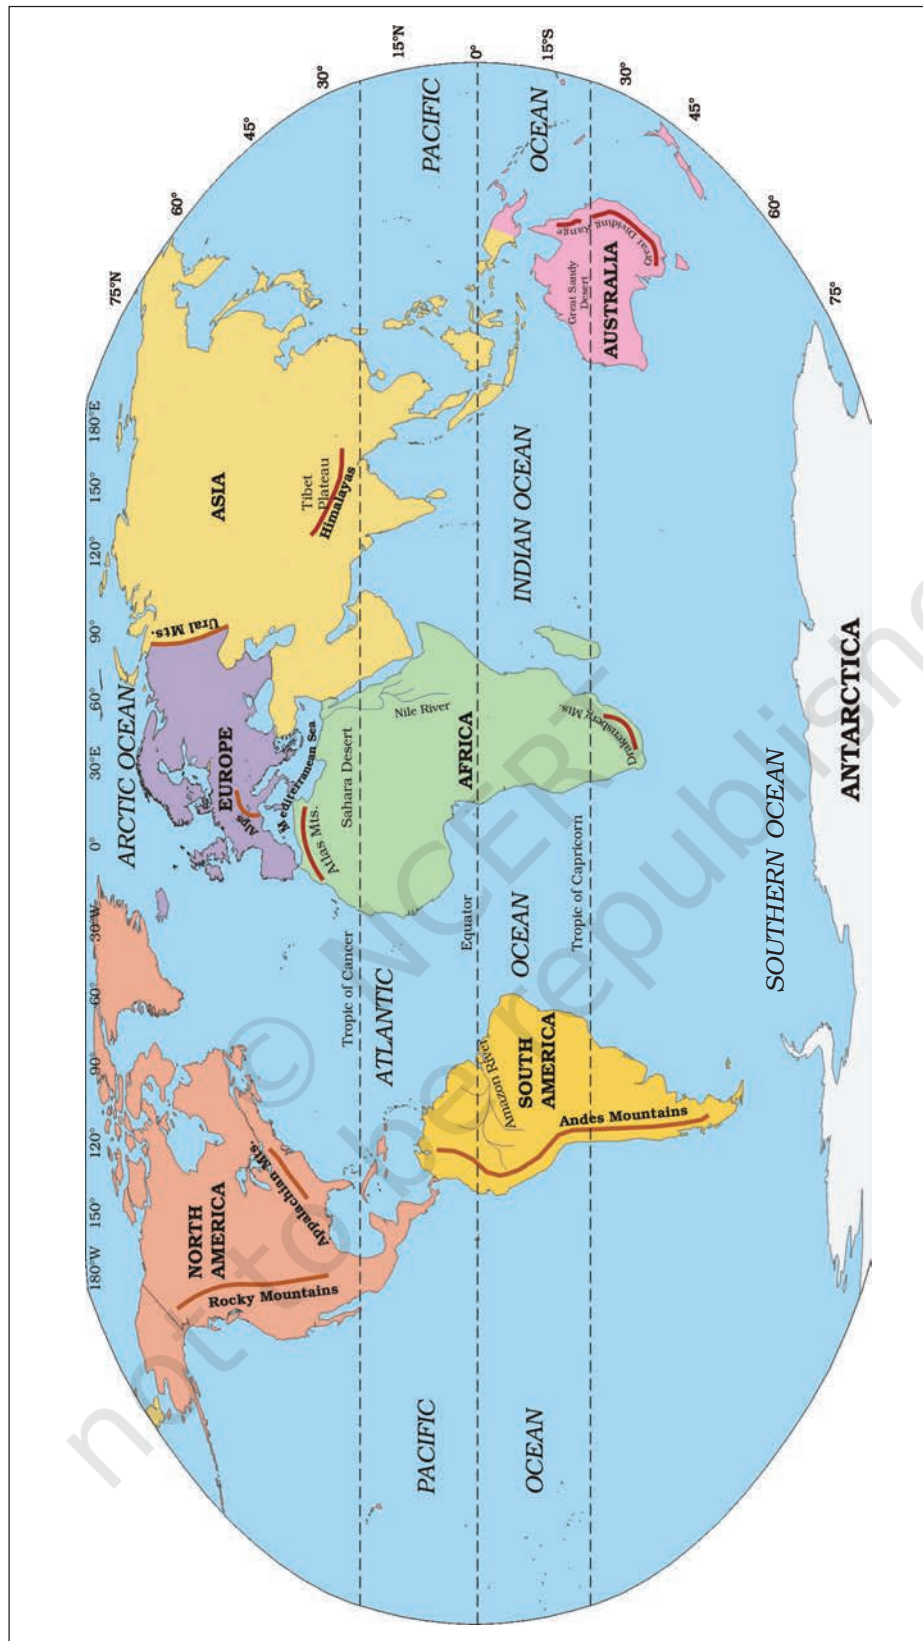 180°W
150°
120°
90°
60°
30°W
0°
30°E
60°
90°
120°
150°
180°E
75°N
60°
45°
30°
15°N
0°
15°S
30°
45°
60°
75°
ARCTIC OCEAN
NORTH
AMERICA
Rocky Mountains
Appalachian Mts.
EUROPE
Alps
Ural Mts.
Mediterranean Sea
ASIA
Tibet
Plateau
Himalayas
Atlas Mts.
Sahara Desert
Nile River
AFRICA
Drakensberg Mts.
Tropic of Cancer
Equator
Tropic of Capricorn
ATLANTIC
OCEAN
PACIFIC
OCEAN
SOUTH
AMERICA
Amazon River
Andes Mountains
INDIAN OCEAN
PACIFIC
OCEAN
Great Sandy
Desert
AUSTRALIA
Great Dividing Range
SOUTHERN OCEAN
ANTARCTICA
© NCERT
not to be republished